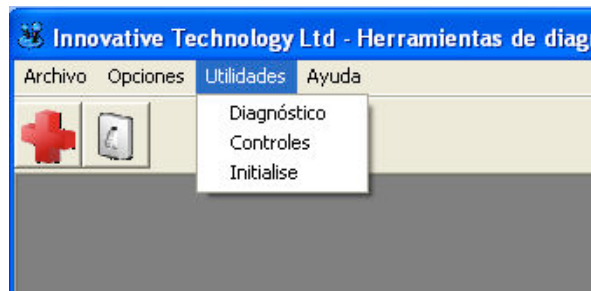 Innovative Technology Ltd - Herramientas de diag
Archivo Opciones Utilidades Ayuda
Diagnóstico
Controles
Initialise